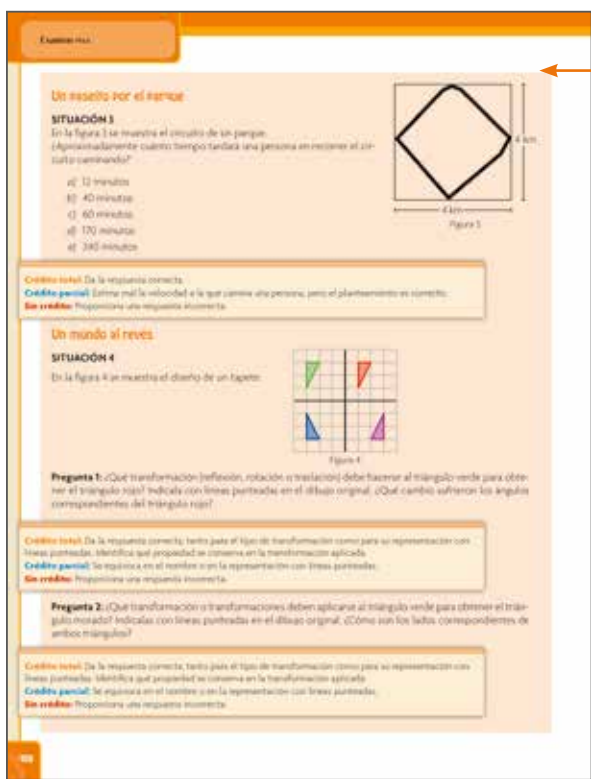 Examen
Un paseito por el parque
SITUACIÓN 3
En la figura 3 se muestra el circuito de un parque.
¿Aproximadamente cuánto tiempo tardará una persona en recorrer el cir-
cuito caminando?
a) 12 minutos
b) 40 minutos
c) 60 minutos
d) 170 minutos
e) 240 minutos
4 km
4 km
Figura 3
Crédito total: Da la respuesta correcta.
Crédito parcial: Estima mal la velocidad a la que camina una persona, pero el planteamiento es correcto.
Sin crédito: Proporciona una respuesta incorrecta.
Un mundo al revés
SITUACIÓN 4
En la figura 4 se muestra el diseño de un tapete.
Figura 4
Pregunta 1: ¿Qué transformación (reflexión, rotación o traslación) debe hacerse al triángulo verde para obte-
ner el triángulo rojo? Indícala con líneas punteadas en el dibujo original. ¿Qué cambio sufrieron los ángulos
correspondientes del triángulo rojo?
Crédito total: Da la respuesta correcta, tanto para el tipo de transformación como para su representación con
líneas punteadas. Identifica qué propiedad se conserva en la transformación aplicada.
Crédito parcial: Se equivoca en el nombre o en la representación con líneas punteadas.
Sin crédito: Proporciona una respuesta incorrecta.
Pregunta 2: ¿Qué transformación o transformaciones deben aplicarse al triángulo verde para obtener el trián-
gulo morado? Indícalas con líneas punteadas en el dibujo original. ¿Cómo son los lados correspondientes de
ambos triángulos?
Crédito total: Da la respuesta correcta, tanto para el tipo de transformación como para su representación con
líneas punteadas. Identifica qué propiedad se conserva en la transformación aplicada.
Crédito parcial: Se equivoca en el nombre o en la representación con líneas punteadas.
Sin crédito: Proporciona una respuesta incorrecta.